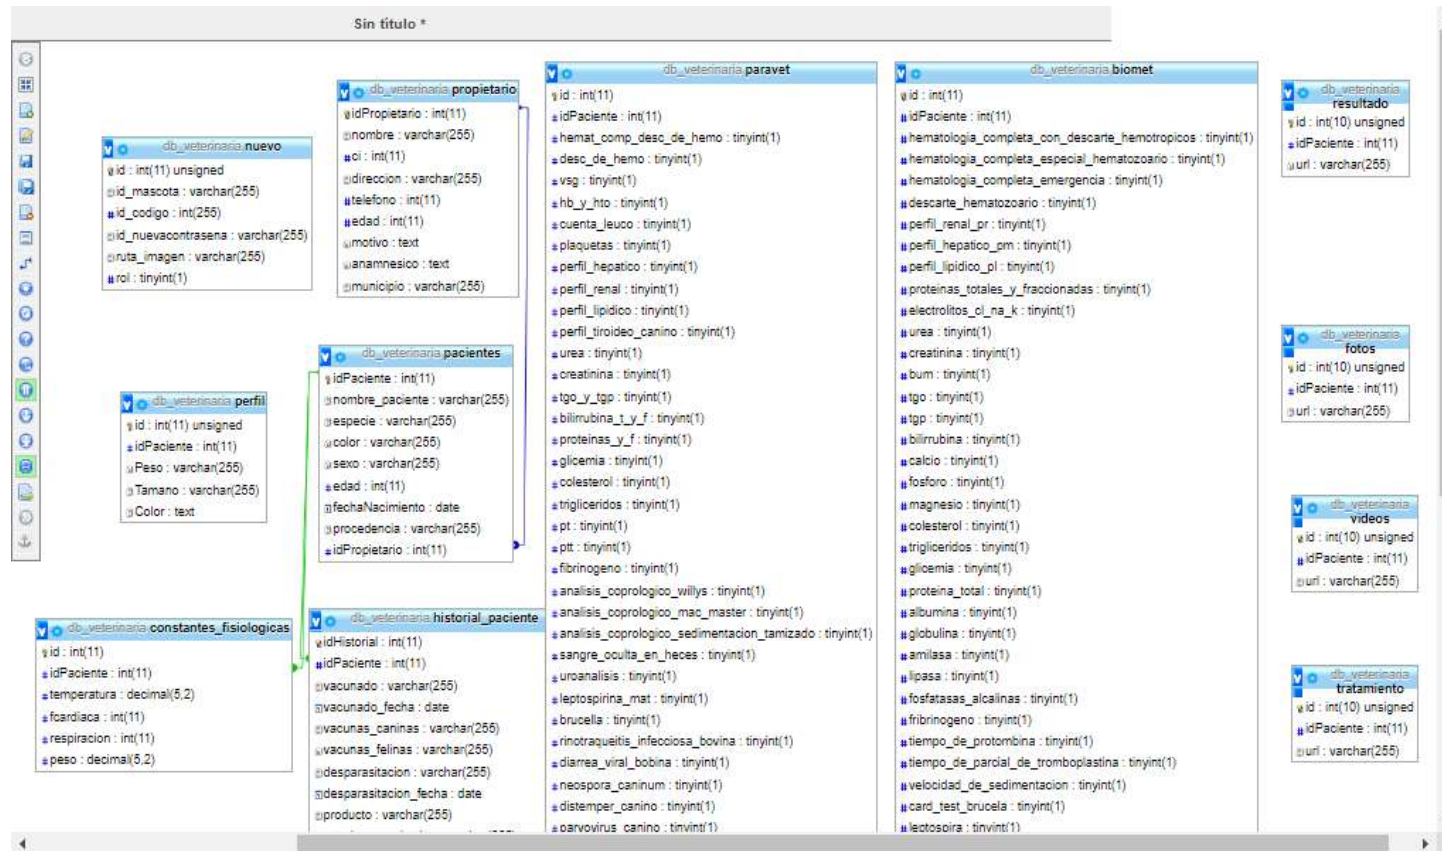 Sin título *
db_veterinaria nuevo
id : int(11) unsigned
id_mascota : varchar(255)
id_codigo : int(255)
id_nuevacontrasena : varchar(255)
ruta_imagen : varchar(255)
rol : tinyint(1)
db_veterinaria perfil
id : int(11) unsigned
idPaciente : int(11)
Peso : varchar(255)
Tamano : varchar(255)
Color : text
db_veterinaria constantes_fisiologicas
id : int(11)
idPaciente : int(11)
temperatura : decimal(5,2)
fcardiaca : int(11)
respiracion : int(11)
peso : decimal(5,2)
db_veterinaria propietario
idPropietario : int(11)
nombre : varchar(255)
ci : int(11)
direccion : varchar(255)
telefono : int(11)
edad : int(11)
motivo : text
anamnesico : text
municipio : varchar(255)
db_veterinaria pacientes
idPaciente : int(11)
nombre_paciente : varchar(255)
especie : varchar(255)
color : varchar(255)
sexo : varchar(255)
edad : int(11)
fechaNacimiento : date
procedencia : varchar(255)
idPropietario : int(11)
db_veterinaria historial_paciente
idHistorial : int(11)
idPaciente : int(11)
vacunado : varchar(255)
vacunado_fecha : date
vacunas_caninas : varchar(255)
vacunas_felinas : varchar(255)
desparasitacion : varchar(255)
desparasitacion_fecha : date
producto : varchar(255)
db_veterinaria paravet
id : int(11)
idPaciente : int(11)
hemat_comp_desc_de_hemo : tinyint(1)
desc_de_hemo : tinyint(1)
vsg : tinyint(1)
hb_y_hto : tinyint(1)
cuenta_leuco : tinyint(1)
plaquetas : tinyint(1)
perfil_hepatico : tinyint(1)
perfil_renal : tinyint(1)
perfil_lipidico : tinyint(1)
perfil_tiroideo_canino : tinyint(1)
urea : tinyint(1)
creatinina : tinyint(1)
tgo_y_tgp : tinyint(1)
bilirrubina_t_y_f : tinyint(1)
proteinas_y_f : tinyint(1)
glicemia : tinyint(1)
colesterol : tinyint(1)
trigliceridos : tinyint(1)
pt : tinyint(1)
ptt : tinyint(1)
fibrinogeno : tinyint(1)
analisis_coprologico_willys : tinyint(1)
analisis_coprologico_mac_master : tinyint(1)
analisis_coprologico_sedimentacion_tamizado : tinyint(1)
sangre_oculta_en_heces : tinyint(1)
uroanalisis : tinyint(1)
leptospirina_mat : tinyint(1)
brucella : tinyint(1)
rinotraqueitis_infecciosa_bovina : tinyint(1)
diarrea_viral_bobina : tinyint(1)
neospora_caninum : tinyint(1)
distemper_canino : tinyint(1)
parvovirus_canino : tinyint(1)
db_veterinaria biomet
id : int(11)
idPaciente : int(11)
hematologia_completa_con_descarte_hemotropicos : tinyint(1)
hematologia_completa_especial_hematozoario : tinyint(1)
hematologia_completa_emergencia : tinyint(1)
descarte_hematozoario : tinyint(1)
perfil_renal_pr : tinyint(1)
perfil_hepatico_pm : tinyint(1)
perfil_lipidico_pl : tinyint(1)
proteinas_totales_y_fraccionadas : tinyint(1)
electrolitos_cl_na_k : tinyint(1)
urea : tinyint(1)
creatinina : tinyint(1)
bum : tinyint(1)
tgo : tinyint(1)
tgp : tinyint(1)
bilirrubina : tinyint(1)
calcio : tinyint(1)
fosforo : tinyint(1)
magnesio : tinyint(1)
colesterol : tinyint(1)
trigliceridos : tinyint(1)
glicemia : tinyint(1)
proteina_total : tinyint(1)
albumina : tinyint(1)
globulina : tinyint(1)
amilasa : tinyint(1)
lipasa : tinyint(1)
fosfatasas_alcalinas : tinyint(1)
fribrinogeno : tinyint(1)
tiempo_de_protombina : tinyint(1)
tiempo_de_parcial_de_tromboplastina : tinyint(1)
velocidad_de_sedimentacion : tinyint(1)
card_test_brucela : tinyint(1)
leptospira : tinyint(1)
db_veterinaria
resultado
id : int(10) unsigned
idPaciente : int(11)
url : varchar(255)
db_veterinaria
fotos
id : int(10) unsigned
idPaciente : int(11)
url : varchar(255)
db_veterinaria
videos
id : int(10) unsigned
idPaciente : int(11)
url : varchar(255)
db_veterinaria
tratamiento
id : int(10) unsigned
idPaciente : int(11)
url : varchar(255)